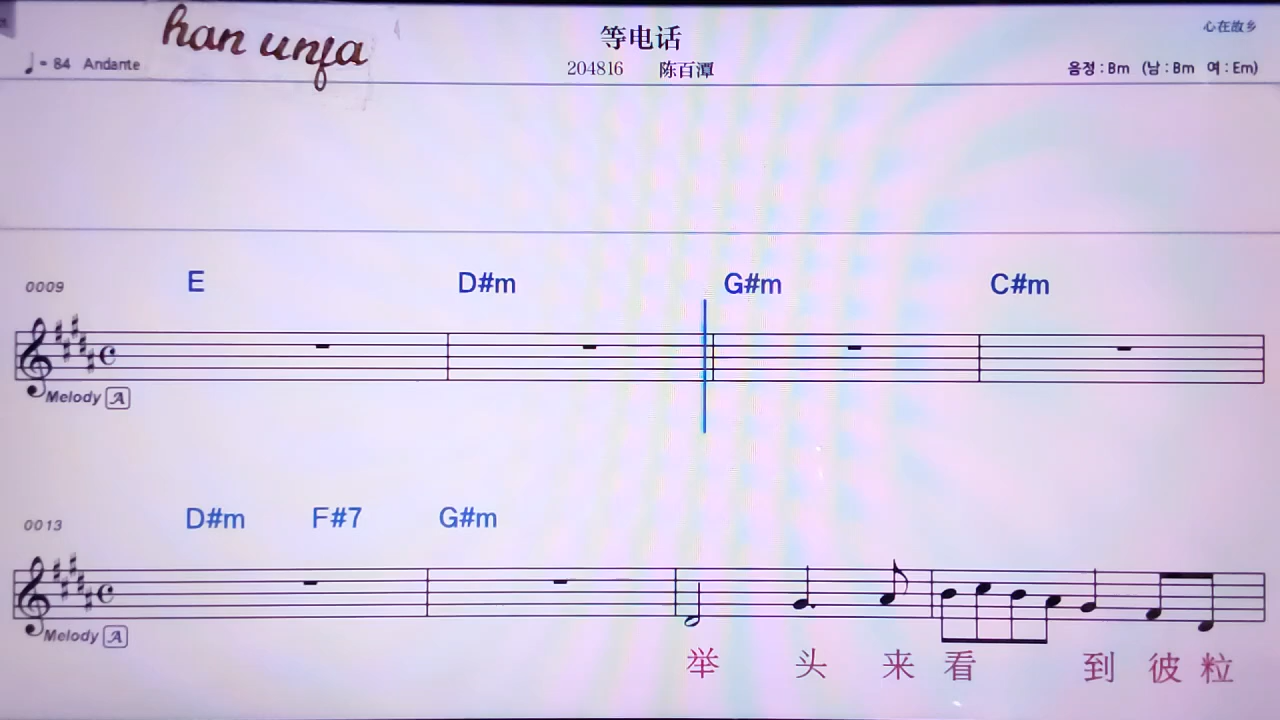 han unfa
等电话
心在故乡
♩= 84 Andante
204816 陈百潭
음정 : Bm (남 : Bm 여 : Em)
E D#m G#m C#m
0009
Melody A
D#m F#7 G#m
0013
Melody A
举 头 来 看 到 彼 粒